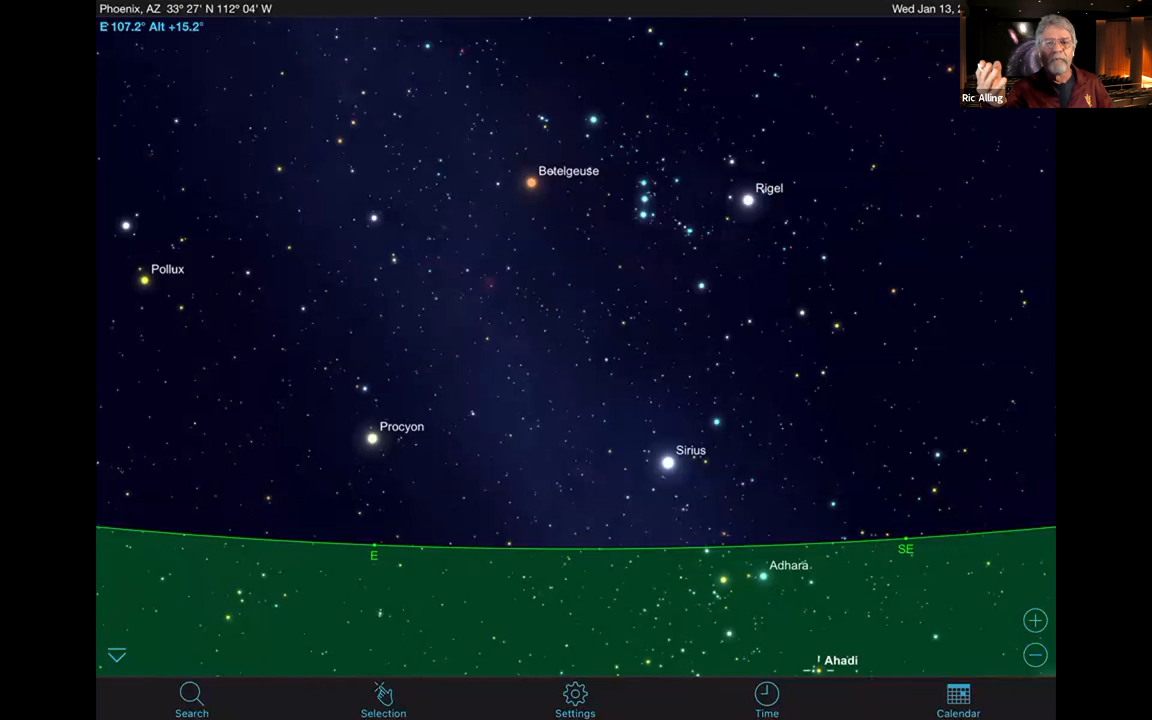 Phoenix, AZ 33° 27' N 112° 04' W
Wed Jan 13,
E 107.2° Alt +15.2°
Ric Alling
Betelgeuse
Rigel
Pollux
Procyon
Sirius
E
SE
Adhara
Ahadi
Search
Selection
Settings
Time
Calendar